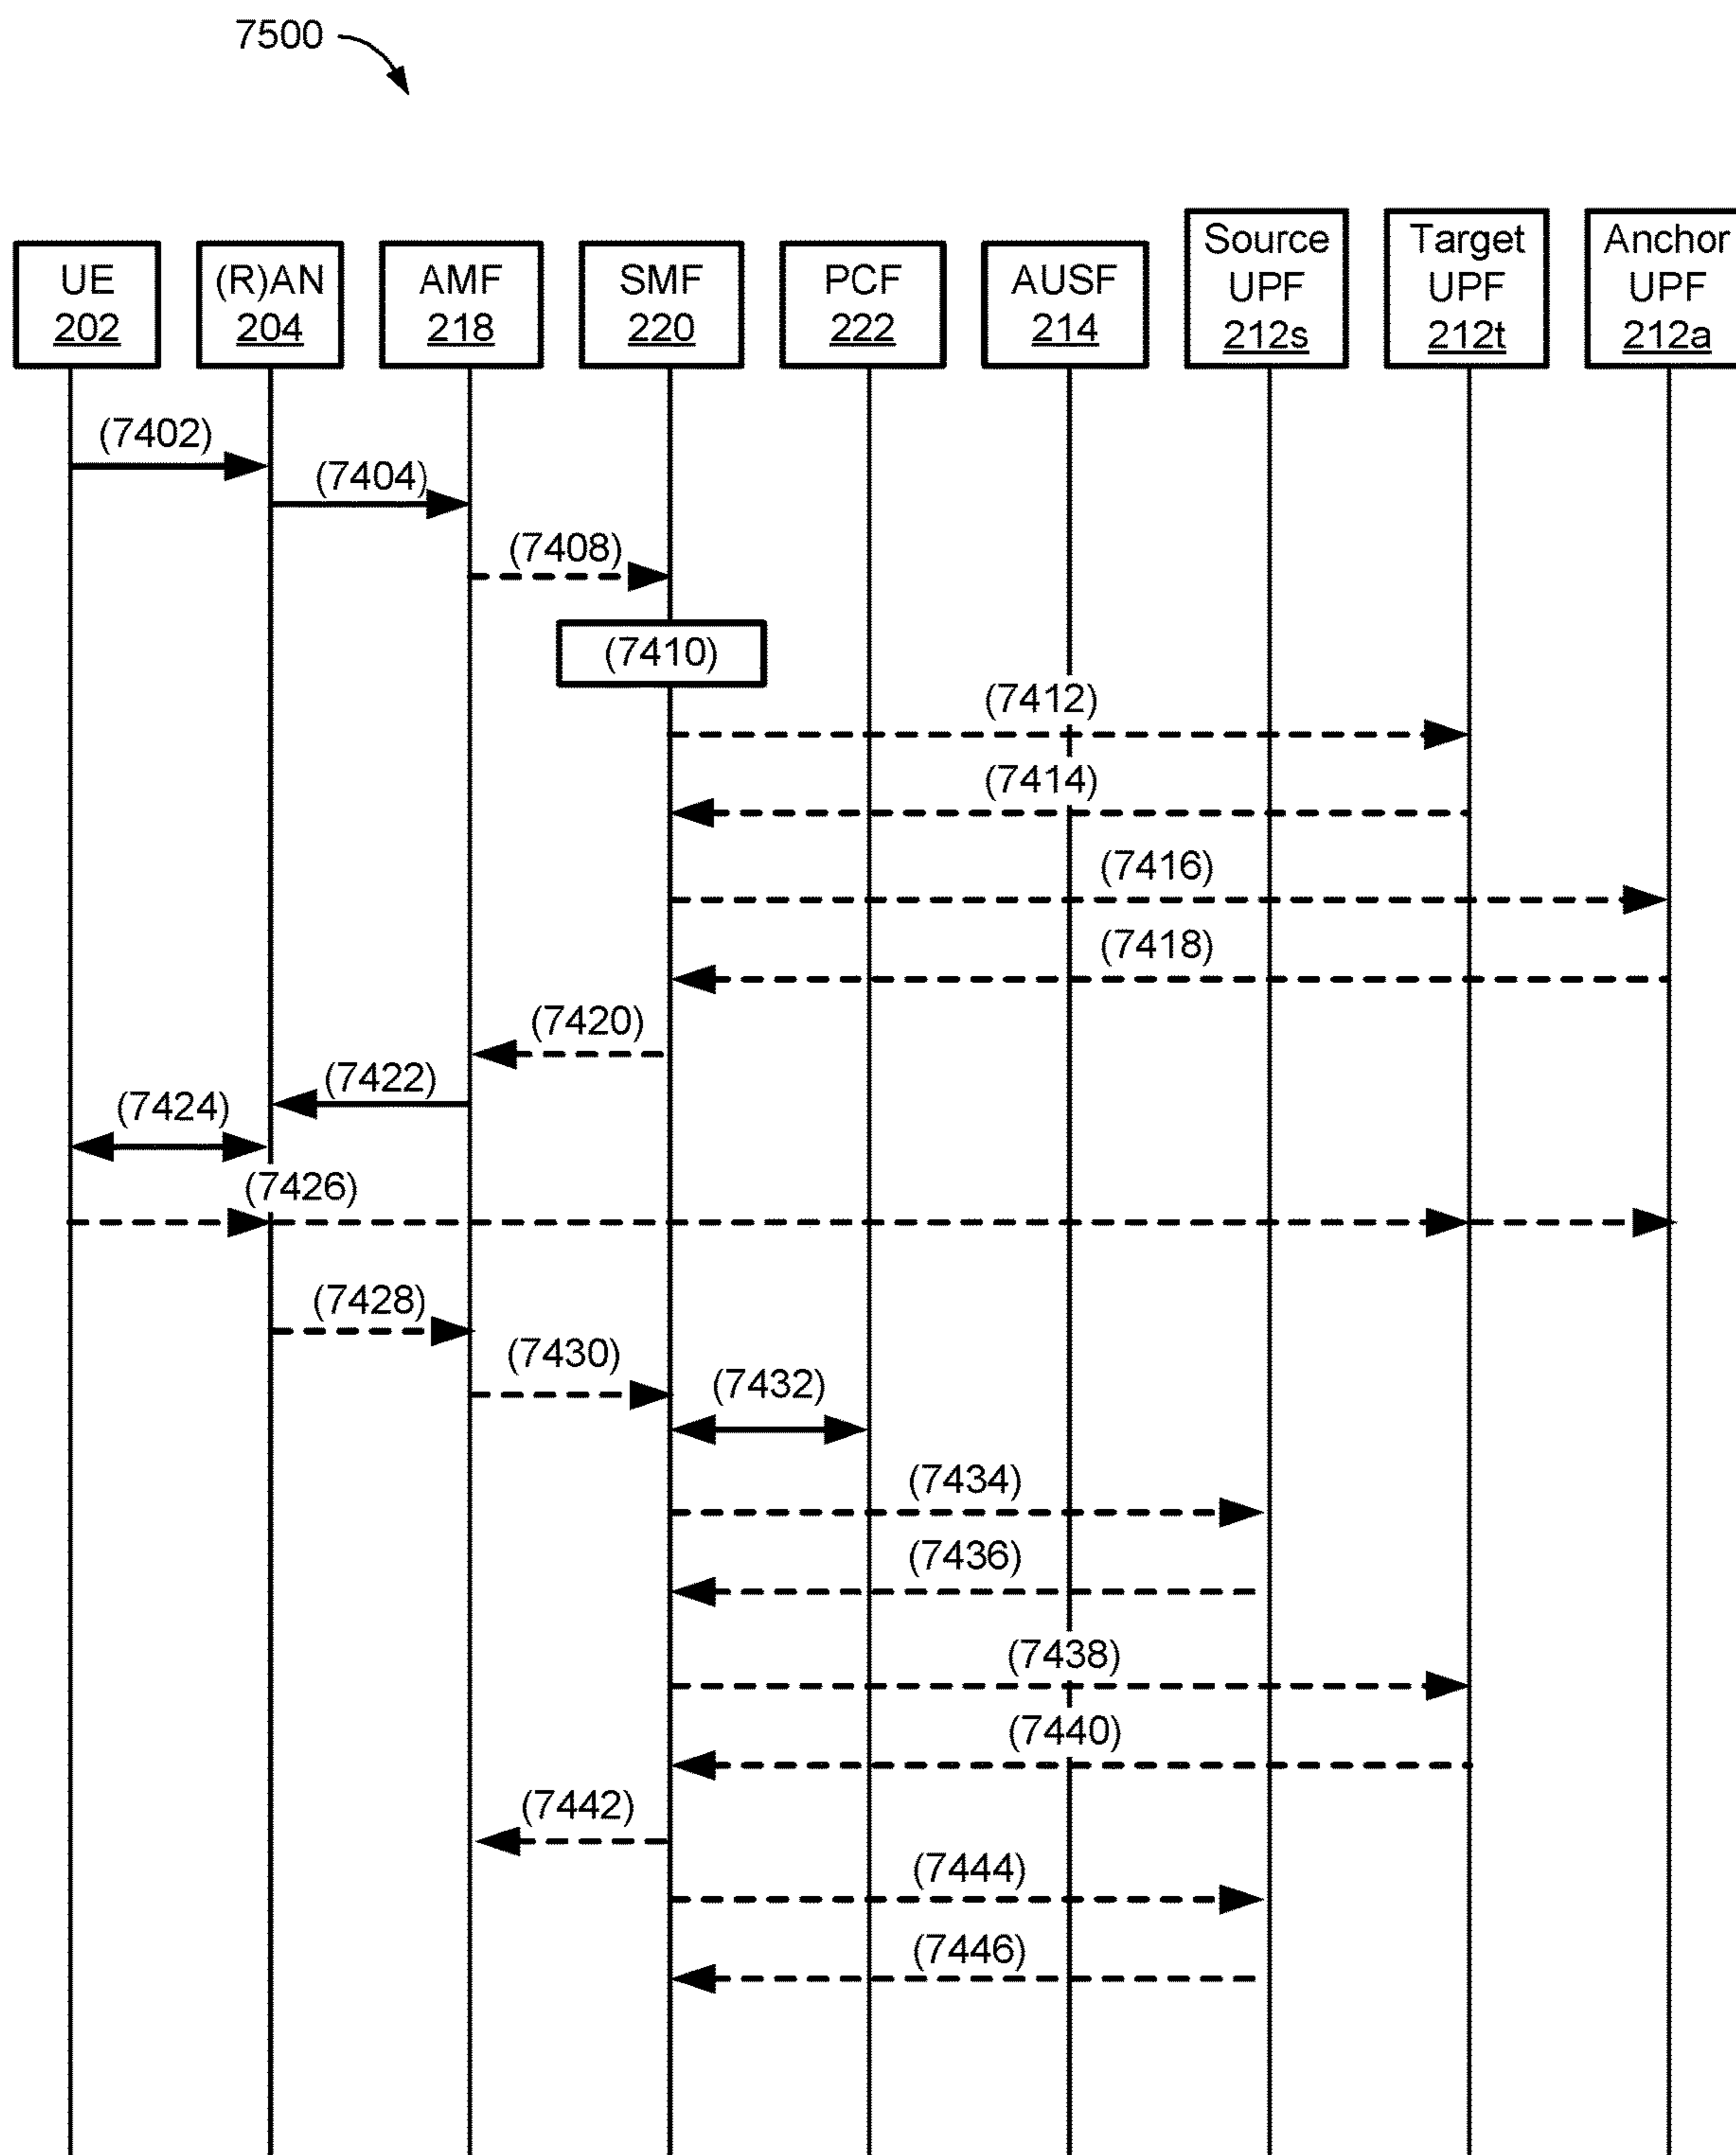 7500
UE
202
(R)AN
204
AMF
218
SMF
220
PCF
222
AUSF
214
Source
UPF
212s
Target
UPF
212t
Anchor
UPF
212a
(7402)
(7404)
(7408)
(7410)
(7412)
(7414)
(7416)
(7418)
(7420)
(7422)
(7424)
(7426)
(7428)
(7430)
(7432)
(7434)
(7436)
(7438)
(7440)
(7442)
(7444)
(7446)